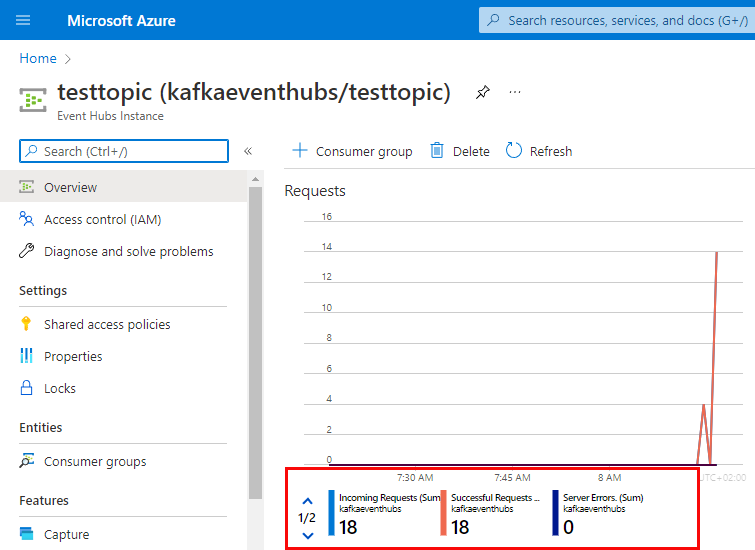 Microsoft Azure
Search resources, services, and docs (G+/)
Home
testtopic (kafkaeventhubs/testtopic)
Event Hubs Instance
Search (Ctrl+/)
Consumer group
Delete
Refresh
Overview
Access control (IAM)
Diagnose and solve problems
Settings
Shared access policies
Properties
Locks
Entities
Consumer groups
Features
Capture
Requests
16
14
12
10
8
6
4
2
0
7:30 AM
7:45 AM
8 AM
UTC+02:00
1/2
Incoming Requests (Sum
kafkaeventhubs
18
Successful Requests ...
kafkaeventhubs
18
Server Errors. (Sum)
kafkaeventhubs
0